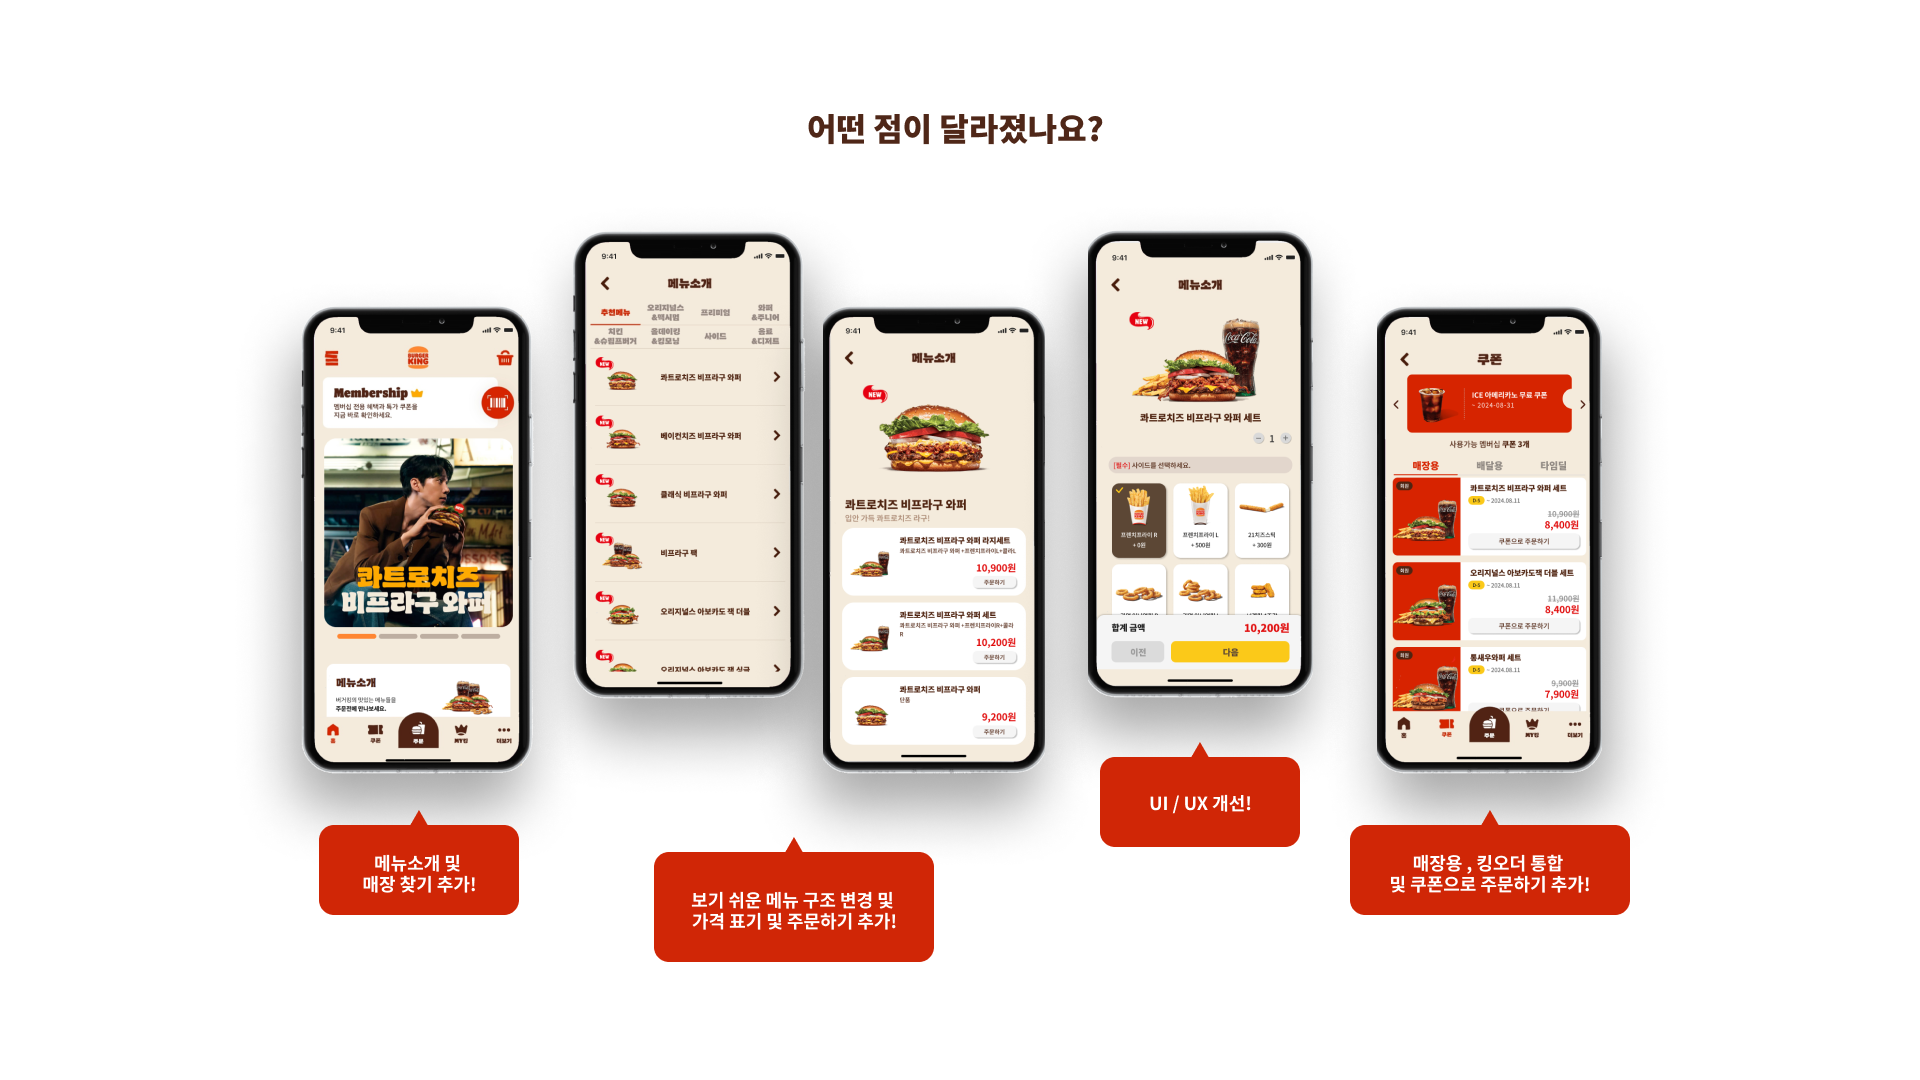 어떤 점이 달라졌나요?
9:41
BURGER
KING
Membership
멤버십 전용 혜택과 특가 쿠폰을
지금 바로 확인하세요.
콰트로치즈
비프라구 와퍼
메뉴소개
버거킹의 맛있는 메뉴들을
주문전에 만나보세요.
홈
쿠폰
주문
MY킹
더보기
메뉴소개 및
매장 찾기 추가!
9:41
메뉴소개
추천메뉴
오리지널스
&맥시멈
프리미엄
와퍼
&주니어
치킨
&슈림프버거
올데이킹
&킹모닝
사이드
음료
&디저트
NEW
콰트로치즈 비프라구 와퍼
NEW
베이컨치즈 비프라구 와퍼
NEW
클래식 비프라구 와퍼
NEW
비프라구 팩
NEW
오리지널스 아보카도 잭 더블
NEW
오리지널스 아보카도 잭 싱글
9:41
메뉴소개
NEW
콰트로치즈 비프라구 와퍼
입안 가득 콰트로치즈 라구!
콰트로치즈 비프라구 와퍼 라지세트
콰트로치즈 비프라구 와퍼 +프렌치프라이L+콜라L
10,900원
주문하기
콰트로치즈 비프라구 와퍼 세트
콰트로치즈 비프라구 와퍼 +프렌치프라이R+콜라
R
10,200원
주문하기
콰트로치즈 비프라구 와퍼
단품
9,200원
주문하기
보기 쉬운 메뉴 구조 변경 및
가격 표기 및 주문하기 추가!
9:41
메뉴소개
NEW
Coca-Cola
콰트로치즈 비프라구 와퍼 세트
1
[필수] 사이드를 선택하세요.
프렌치프라이 R
+ 0원
프렌치프라이 L
+ 500원
21치즈스틱
+ 300원
합계 금액
10,200원
이전
다음
UI / UX 개선!
9:41
쿠폰
ICE 아메리카노 무료 쿠폰
~ 2024-08-31
사용가능 멤버십 쿠폰 3개
매장용
배달용
타임딜
회원
콰트로치즈 비프라구 와퍼 세트
D-5
~ 2024.08.11
10,900원
8,400원
쿠폰으로 주문하기
회원
오리지널스 아보카도잭 더블 세트
D-5
~ 2024.08.11
11,900원
8,400원
쿠폰으로 주문하기
회원
통새우와퍼 세트
D-5
~ 2024.08.11
9,900원
7,900원
쿠폰으로 주문하기
홈
쿠폰
주문
MY킹
더보기
매장용 , 킹오더 통합
및 쿠폰으로 주문하기 추가!